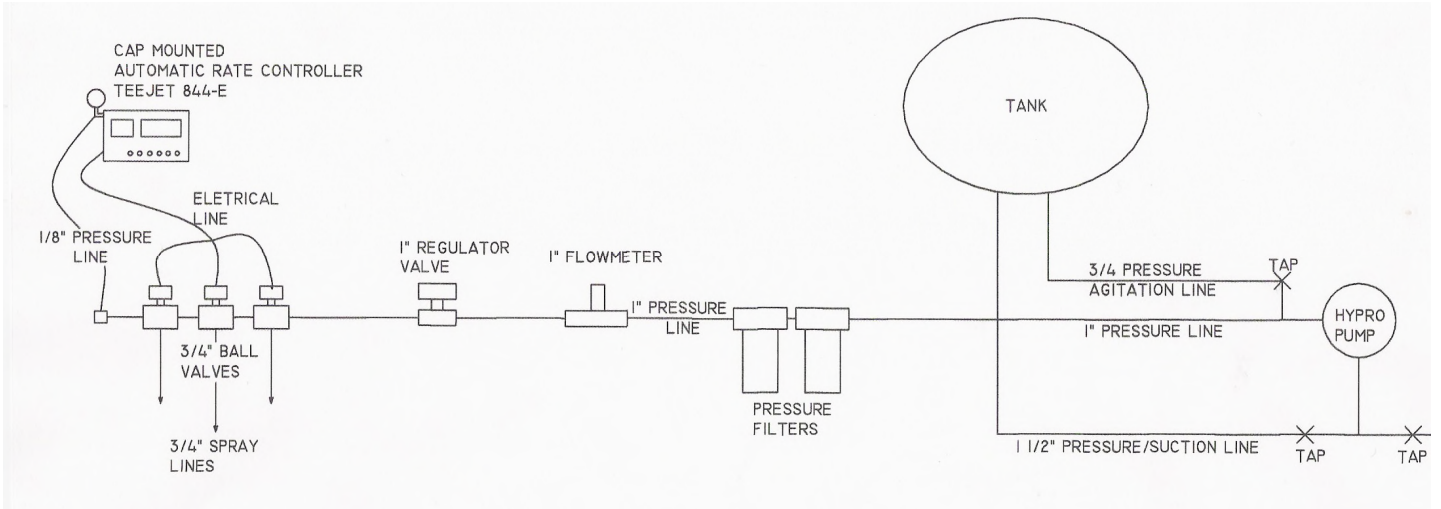 CAP MOUNTED
AUTOMATIC RATE CONTROLLER
TEEJET 844-E
TANK
ELETRICAL
LINE
1/8" PRESSURE
LINE
1" REGULATOR
VALVE
1" FLOWMETER
1" PRESSURE
LINE
3/4 PRESSURE
AGITATION LINE
TAP
1" PRESSURE LINE
HYPRO
PUMP
3/4" BALL
VALVES
PRESSURE
FILTERS
3/4" SPRAY
LINES
1 1/2" PRESSURE/SUCTION LINE
TAP
TAP